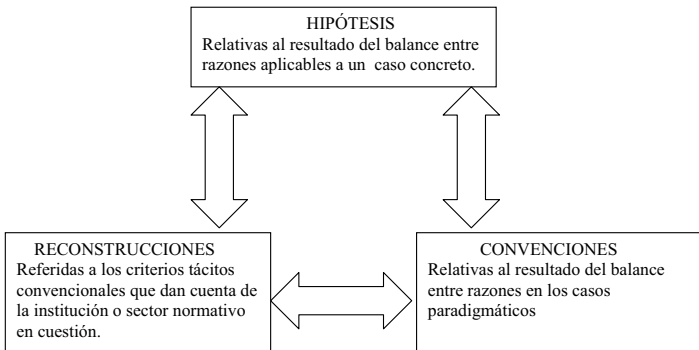 HIPÓTESIS
Relativas al resultado del balance entre
razones aplicables a un caso concreto.
RECONSTRUCCIONES
Referidas a los criterios tácitos
convencionales que dan cuenta de
la institución o sector normativo
en cuestión.
CONVENCIONES
Relativas al resultado del balance
entre razones en los casos
paradigmáticos